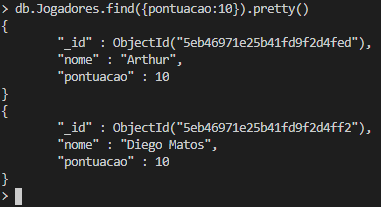 > db.Jogadores.find({pontuacao:10}).pretty()
{
        "_id" : ObjectId("5eb46971e25b41fd9f2d4fed"),
        "nome" : "Arthur",
        "pontuacao" : 10
}
{
        "_id" : ObjectId("5eb46971e25b41fd9f2d4ff2"),
        "nome" : "Diego Matos",
        "pontuacao" : 10
}
>